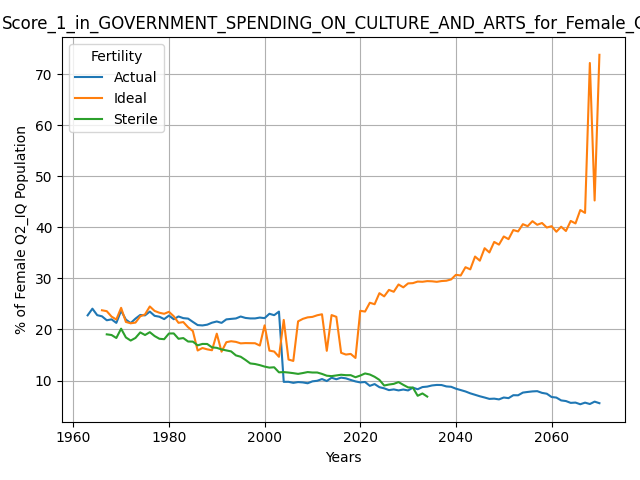 Score_1_in_GOVERNMENT_SPENDING_ON_CULTURE_AND_ARTS_for_Female_
Fertility
Actual
Ideal
Sterile
% of Female Q2_IQ Population
70
60
50
40
30
20
10
1960 1980 2000 2020 2040 2060
Years